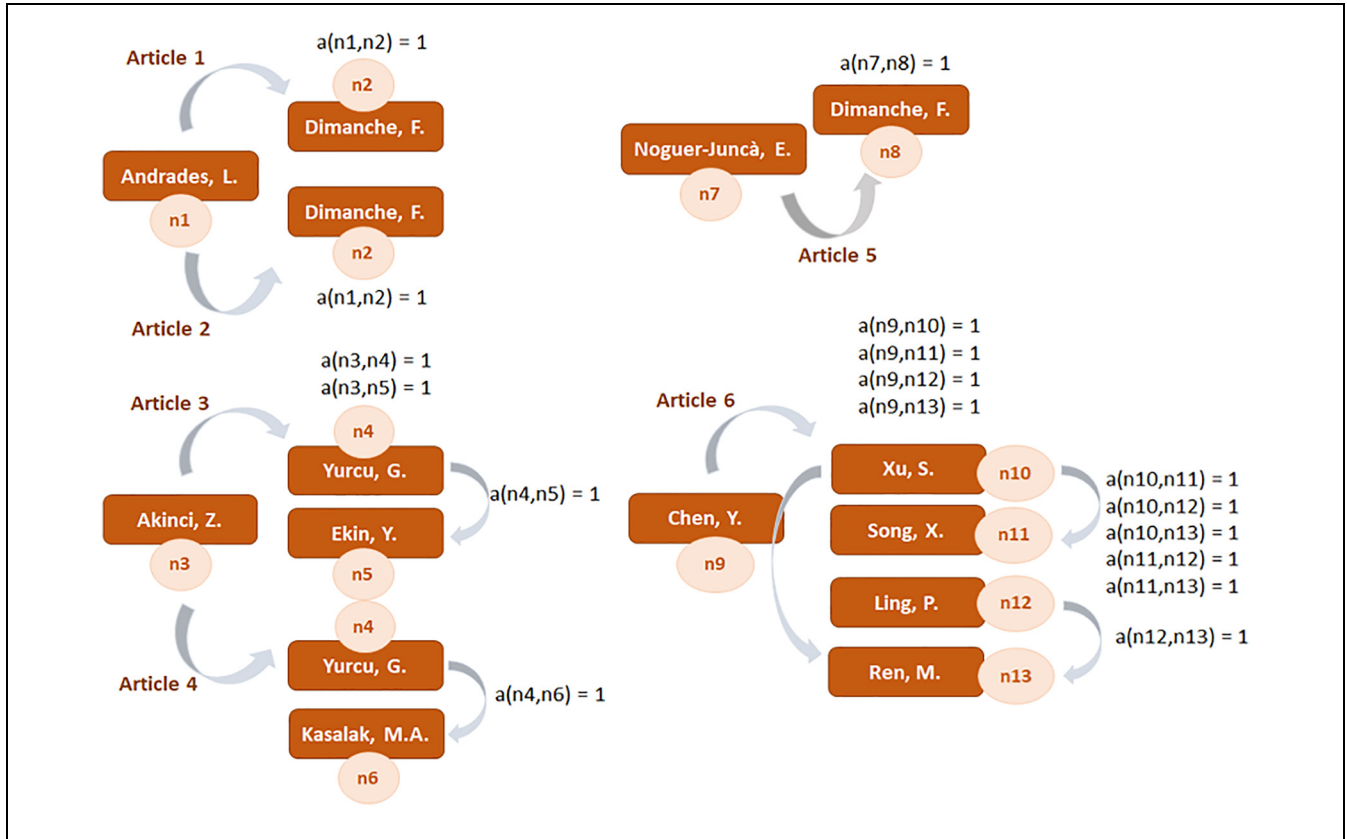 a(n1,n2) = 1
Article 1
n2
Dimanche, F.
Andrades, L.
n1
Dimanche, F.
n2
a(n1,n2) = 1
Article 2
a(n7,n8) = 1
Dimanche, F.
Noguer-Juncà, E.
n8
n7
Article 5
a(n3,n4) = 1
a(n3,n5) = 1
Article 3
n4
Yurcu, G.
a(n4,n5) = 1
Akinci, Z.
Ekin, Y.
n3
n5
n4
Yurcu, G.
Article 4
a(n4,n6) = 1
Kasalak, M.A.
n6
a(n9,n10) = 1
a(n9,n11) = 1
a(n9,n12) = 1
a(n9,n13) = 1
Article 6
Xu, S.
n10
a(n10,n11) = 1
a(n10,n12) = 1
a(n10,n13) = 1
a(n11,n12) = 1
a(n11,n13) = 1
Chen, Y.
n9
Song, X.
n11
Ling, P.
n12
a(n12,n13) = 1
Ren, M.
n13